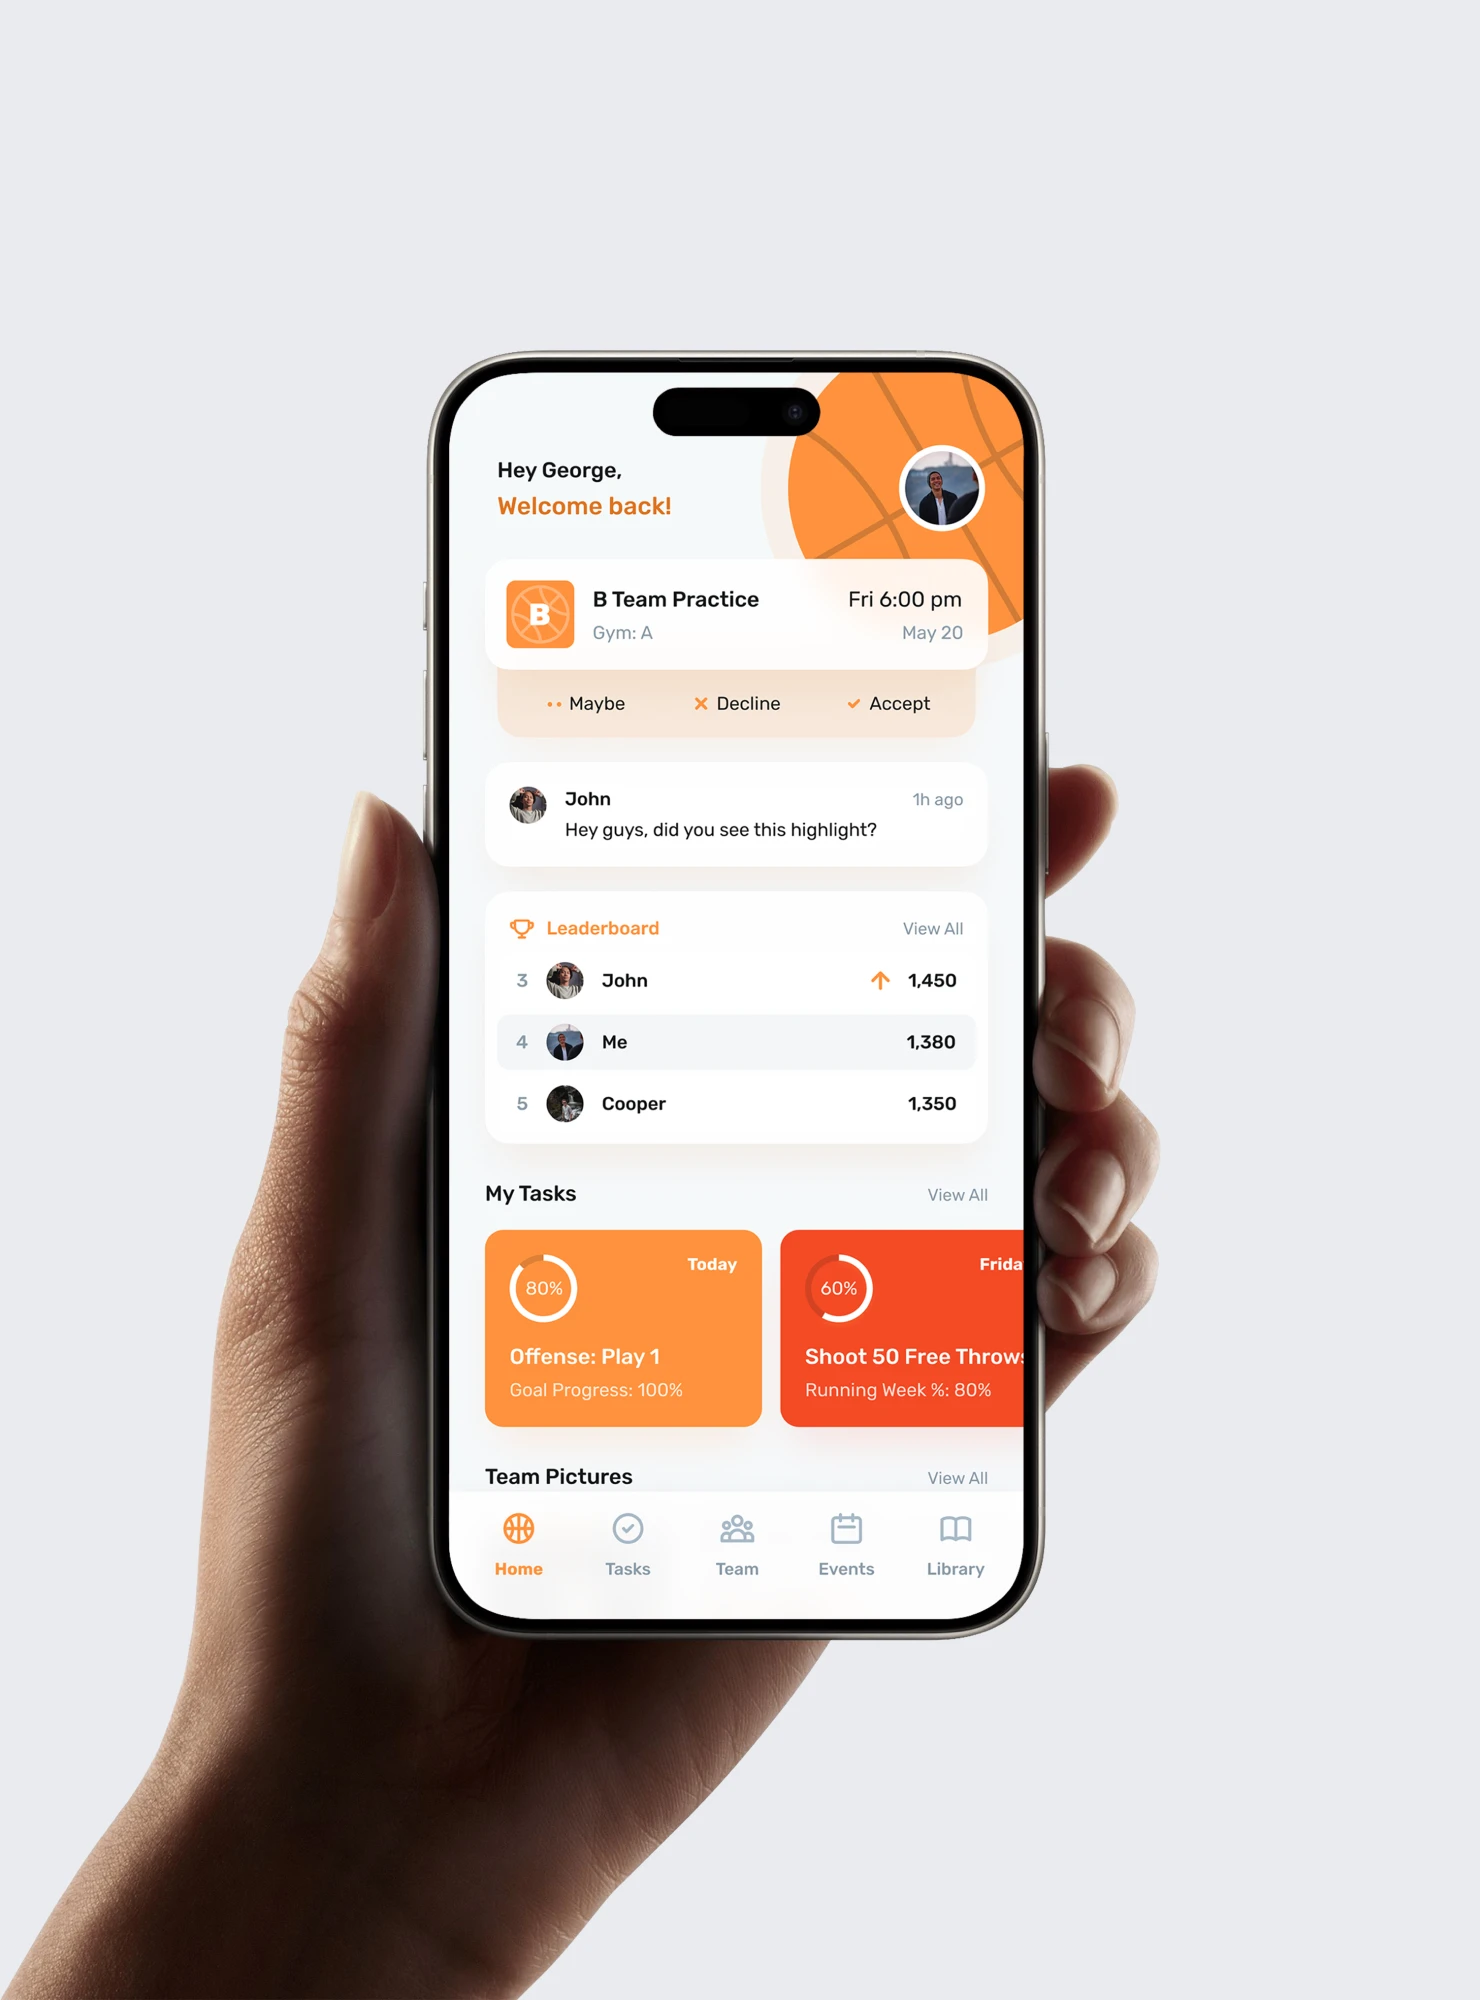 Hey George,
Welcome back!
B
B Team Practice
Fri 6:00 pm
Gym: A
May 20
Maybe
Decline
Accept
John
1h ago
Hey guys, did you see this highlight?
Leaderboard
View All
3 John 1,450
4 Me 1,380
5 Cooper 1,350
My Tasks
View All
80%
Today
Offense: Play 1
Goal Progress: 100%
60%
Frida
Shoot 50 Free Throws
Running Week %: 80%
Team Pictures
View All
Home
Tasks
Team
Events
Library